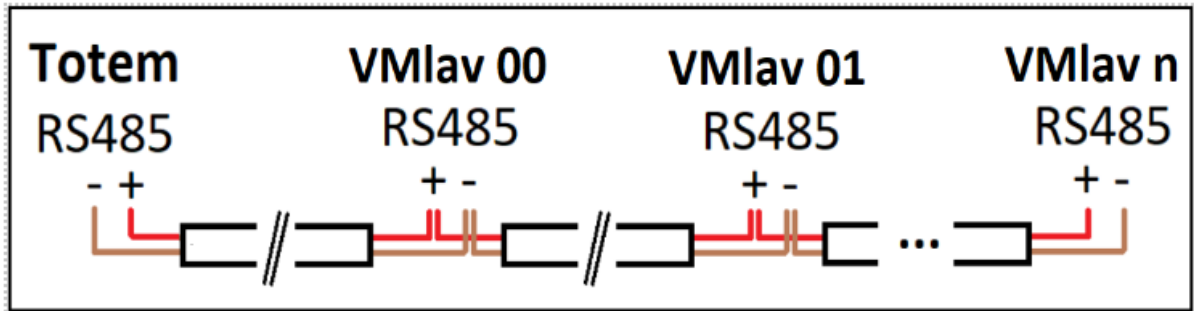 Totem VMlav 00 VMlav 01 VMlav n
RS485 RS485 RS485 RS485
- + + - + - + -
...